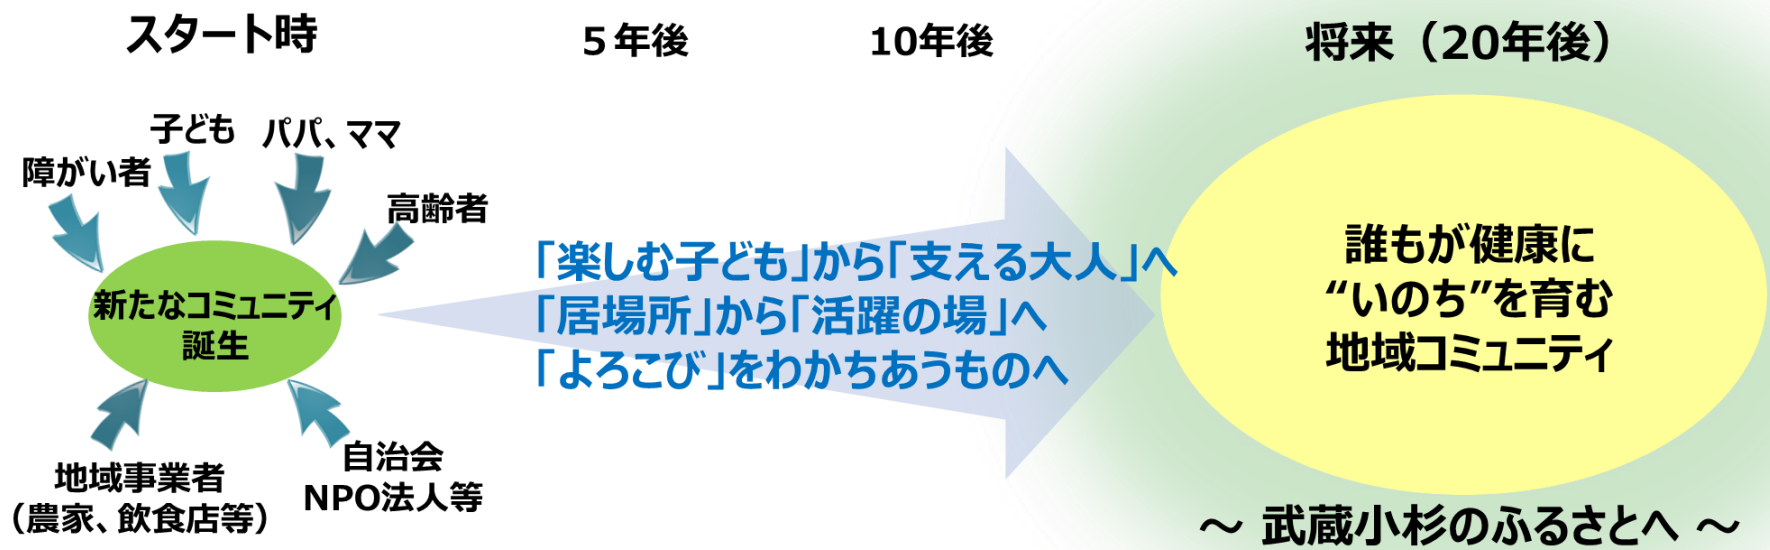 スタート時
5年後
10年後
将来（20年後）
子ども
パパ、ママ
障がい者
高齢者
新たなコミュニティ
誕生
地域事業者
（農家、飲食店等）
自治会
NPO法人等
「楽しむ子ども」から「支える大人」へ
「居場所」から「活躍の場」へ
「よろこび」をわかちあうものへ
誰もが健康に
“いのち”を育む
地域コミュニティ
～ 武蔵小杉のふるさとへ ～